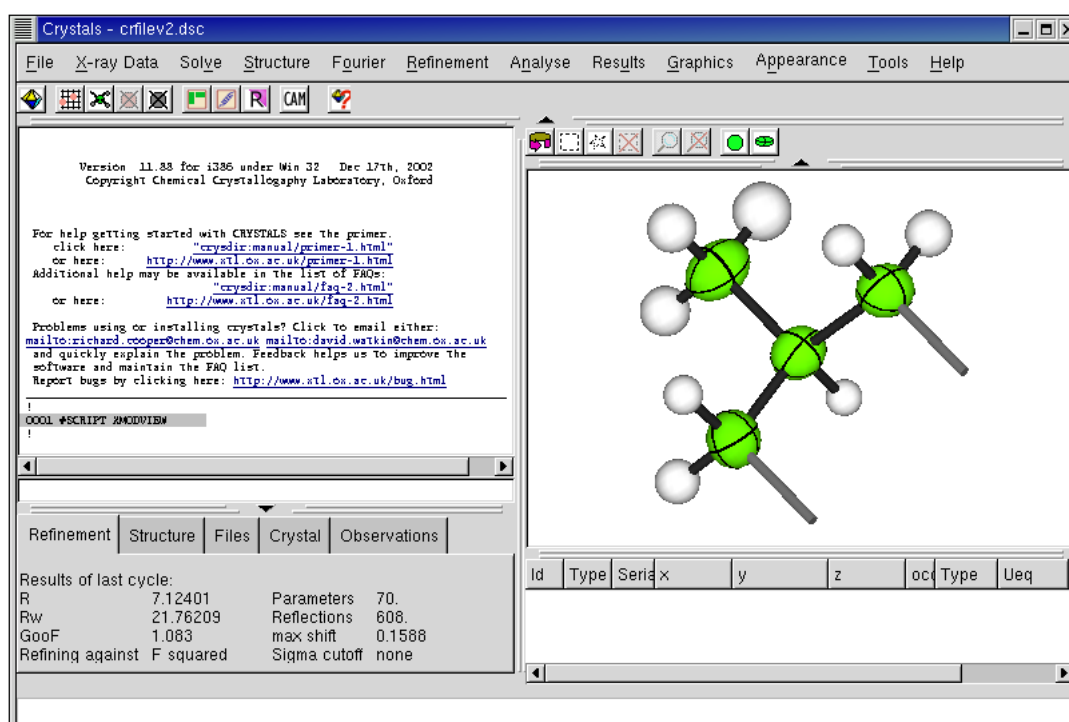 Crystals - crfilev2.dsc
File X-ray Data Solve Structure Fourier Refinement Analyse Results Graphics Appearance Tools Help
R CAM
Version 11.88 for i386 under Win 32 Dec 17th, 2002
Copyright Chemical Crystallogaphy Laboratory, Oxford
For help getting started with CRYSTALS see the primer.
click here: "crysdir:manual/primer-1.html"
or here: http://www.xtl.ox.ac.uk/primer-1.html
Additional help may be available in the list of FAQs:
"crysdir:manual/faq-2.html"
or here: http://www.xtl.ox.ac.uk/faq-2.html
Problems using or installing crystals? Click to email either:
mailto:richard.cooper@chem.ox.ac.uk mailto:david.watkin@chem.ox.ac.uk
and quickly explain the problem. Feedback helps us to improve the
software and maintain the FAQ list.
Report bugs by clicking here: http://www.xtl.ox.ac.uk/bug.html
!
0001 #SCRIPT XMODVIEW
!
Refinement Structure Files Crystal Observations
Results of last cycle:
R 7.12401 Parameters 70.
Rw 21.76209 Reflections 608.
GooF 1.083 max shift 0.1588
Refining against F squared Sigma cutoff none
Id Type Seria x y z occ Type Ueq